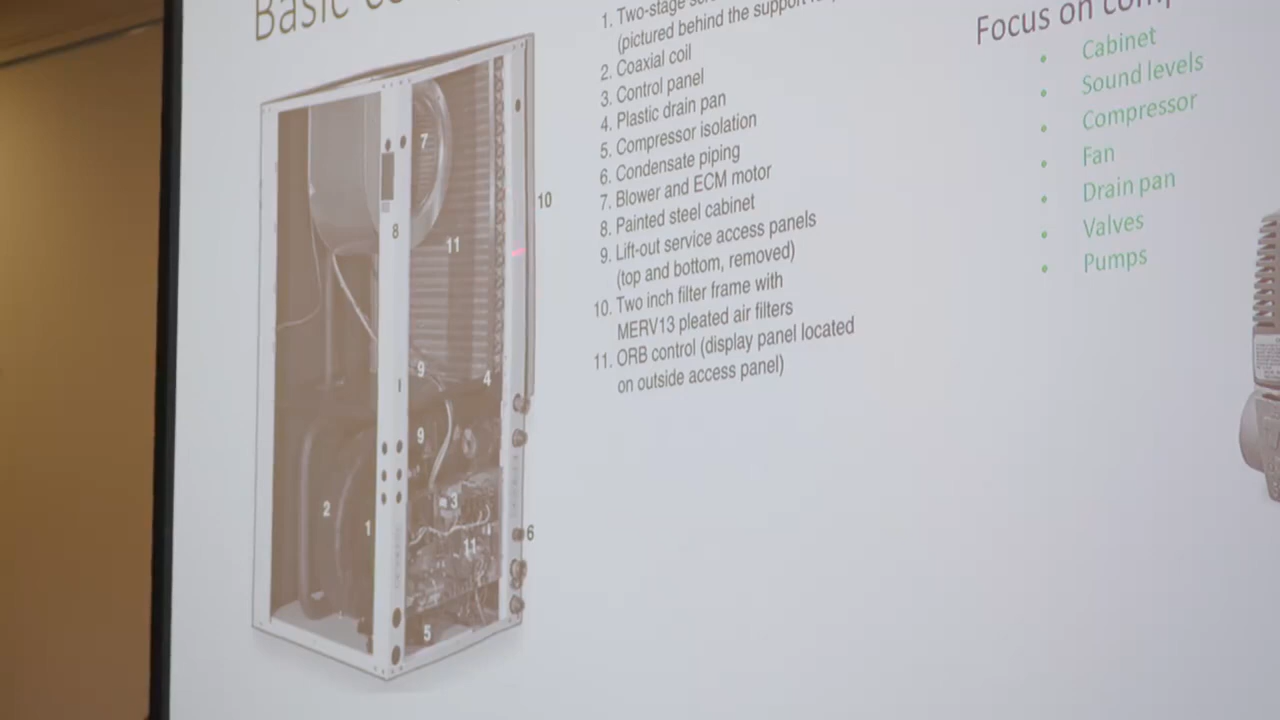 Basic
1. Two-stage
(pictured behind the support
2. Coaxial coil
3. Control panel
4. Plastic drain pan
5. Compressor isolation
6. Condensate piping
7. Blower and ECM motor
8. Painted steel cabinet
9. Lift-out service access panels
(top and bottom, removed)
10. Two inch filter frame with
MERV13 pleated air filters
11. ORB control (display panel located
on outside access panel)
Focus on
• Cabinet
• Sound levels
• Compressor
• Fan
• Drain pan
• Valves
• Pumps
7
10
8
11
9
4
9
2
3
1
6
11
5